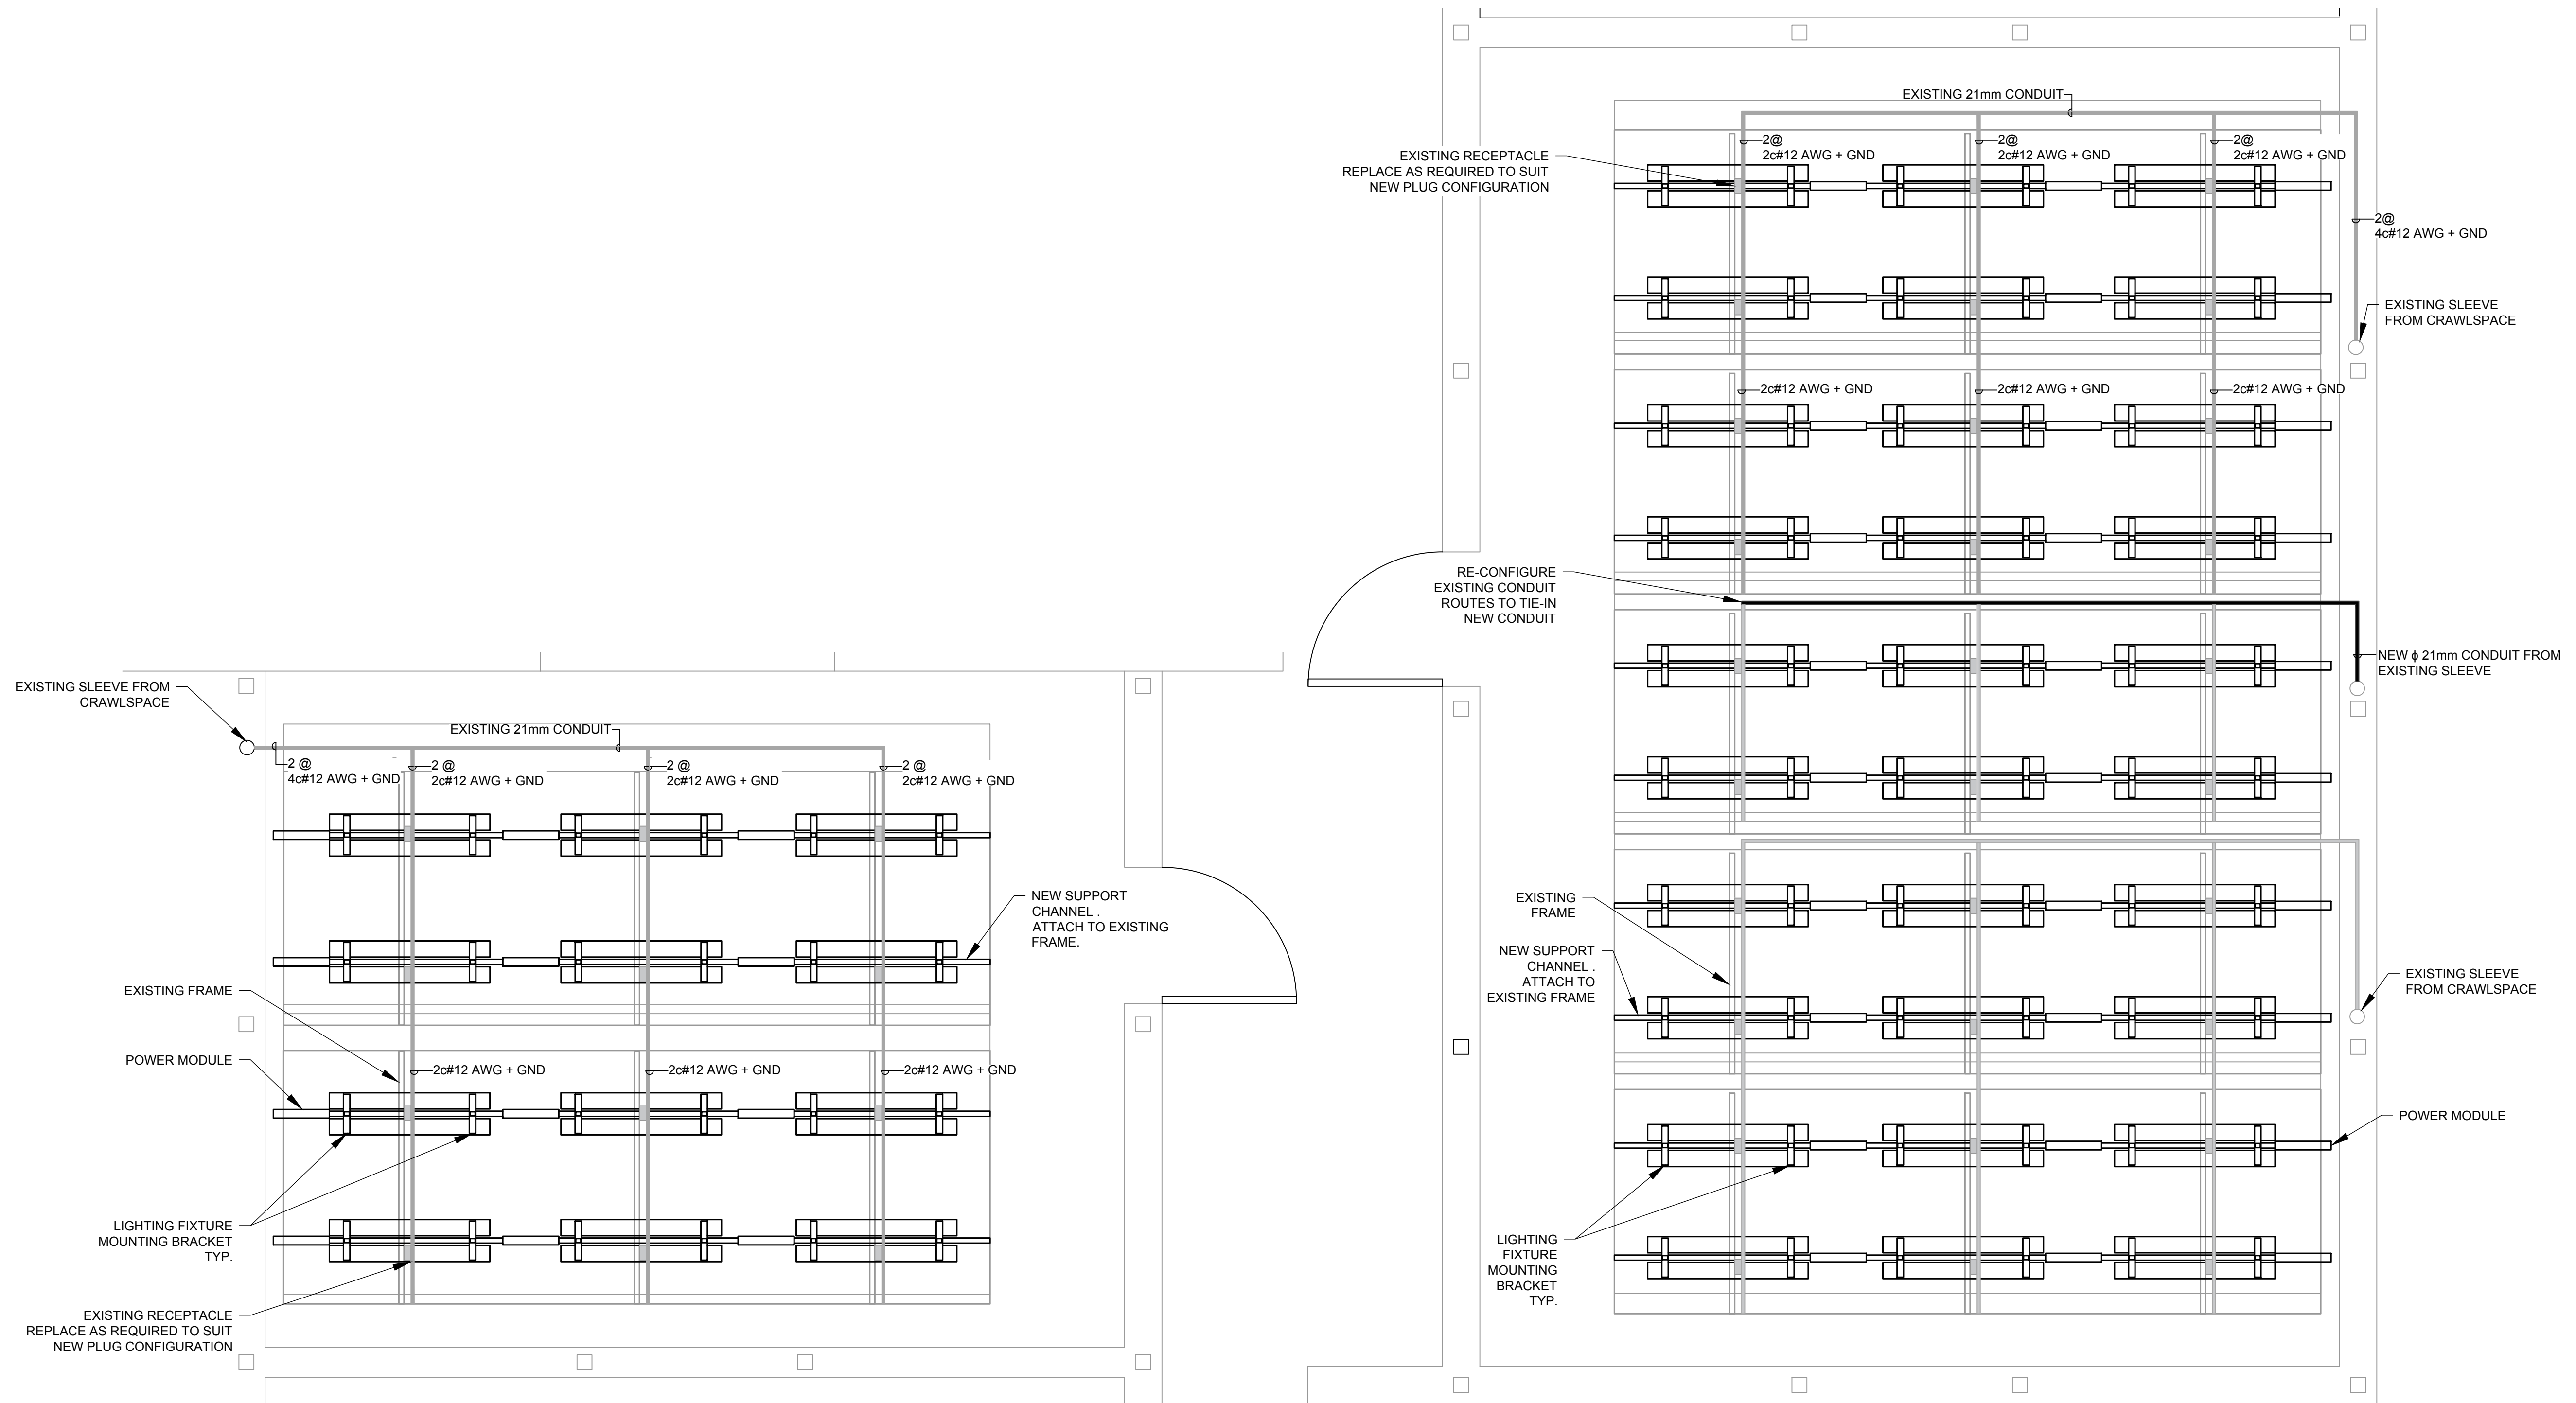 EXISTING 21mm CONDUIT
2@
2c#12 AWG + GND
2@
2c#12 AWG + GND
2@
2c#12 AWG + GND
EXISTING RECEPTACLE
REPLACE AS REQUIRED TO SUIT
NEW PLUG CONFIGURATION
2@
4c#12 AWG + GND
EXISTING SLEEVE
FROM CRAWLSPACE
2c#12 AWG + GND
2c#12 AWG + GND
2c#12 AWG + GND
RE-CONFIGURE
EXISTING CONDUIT
ROUTES TO TIE-IN
NEW CONDUIT
NEW ϕ 21mm CONDUIT FROM
EXISTING SLEEVE
EXISTING
FRAME
NEW SUPPORT
CHANNEL .
ATTACH TO
EXISTING FRAME
EXISTING SLEEVE
FROM CRAWLSPACE
POWER MODULE
LIGHTING
FIXTURE
MOUNTING
BRACKET
TYP.
EXISTING SLEEVE FROM
CRAWLSPACE
EXISTING 21mm CONDUIT
2 @
4c#12 AWG + GND
2 @
2c#12 AWG + GND
2 @
2c#12 AWG + GND
2 @
2c#12 AWG + GND
NEW SUPPORT
CHANNEL .
ATTACH TO EXISTING
FRAME.
EXISTING FRAME
POWER MODULE
2c#12 AWG + GND
2c#12 AWG + GND
2c#12 AWG + GND
LIGHTING FIXTURE
MOUNTING BRACKET
TYP.
EXISTING RECEPTACLE
REPLACE AS REQUIRED TO SUIT
NEW PLUG CONFIGURATION